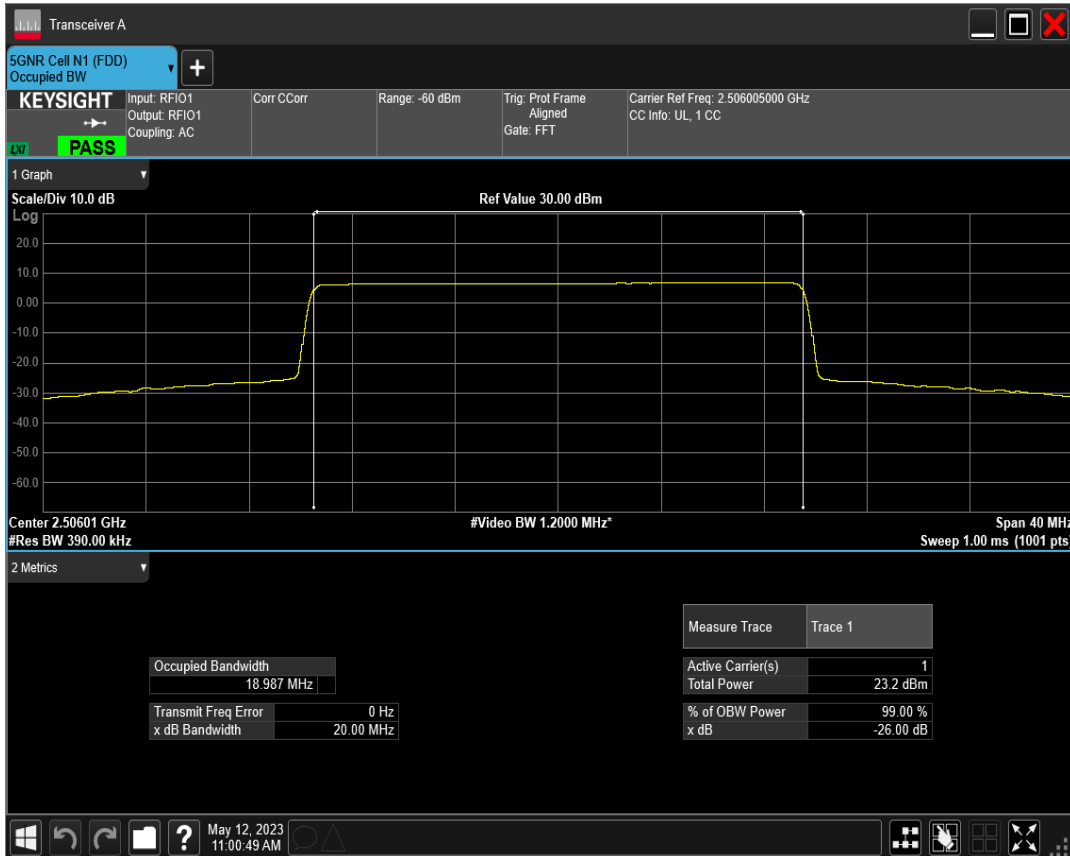 Transceiver A
5GNR Cell N1 (FDD)
Occupied BW
+
KEYSIGHT
LXI
PASS
Input: RFIO1
Output: RFIO1
Coupling: AC
Corr CCorr
Range: -60 dBm
Trig: Prot Frame
Aligned
Gate: FFT
Carrier Ref Freq: 2.506005000 GHz
CC Info: UL, 1 CC
1 Graph
Scale/Div 10.0 dB
Ref Value 30.00 dBm
Log
20.0
10.0
0.00
-10.0
-20.0
-30.0
-40.0
-50.0
-60.0
Center 2.50601 GHz
#Video BW 1.2000 MHz*
Span 40 MHz
#Res BW 390.00 kHz
Sweep 1.00 ms (1001 pts)
2 Metrics
Measure Trace Trace 1
Occupied Bandwidth
18.987 MHz
Active Carrier(s) 1
Total Power 23.2 dBm
Transmit Freq Error 0 Hz
x dB Bandwidth 20.00 MHz
% of OBW Power 99.00 %
x dB -26.00 dB
?
May 12, 2023
11:00:49 AM